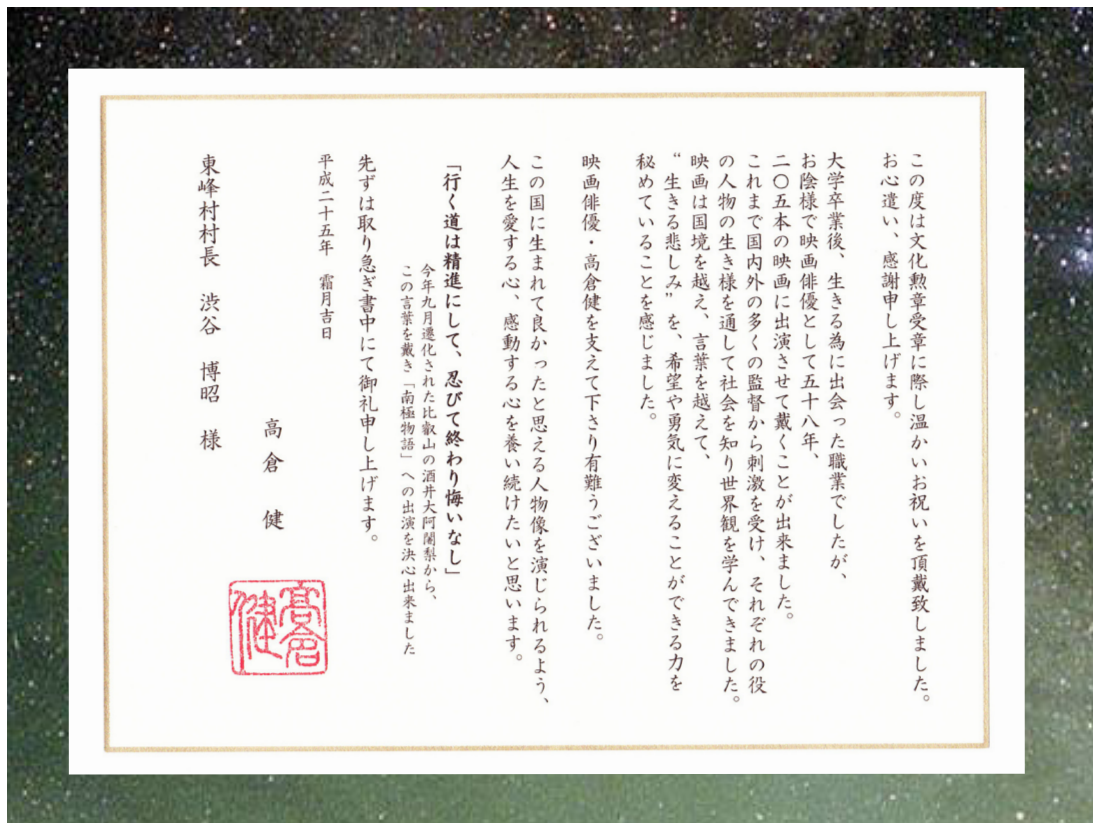 この度は文化勲章受章に際し温かいお祝いを頂戴致しました。
お心遣い、感謝申し上げます。
大学卒業後、生きる為に出会った職業でしたが、
お陰様で映画俳優として五十八年、
二〇五本の映画に出演させて戴くことが出来ました。
これまで国内外の多くの監督から刺激を受け、それぞれの役
の人物の生き様を通して社会を知り世界観を学んできました。
映画は国境を越え、言葉を越えて、
“生きる悲しみ”を、希望や勇気に変えることができる力を
秘めていることを感じました。
映画俳優・高倉健を支えて下さり有難うございました。
この国に生まれて良かったと思える人物像を演じられるよう、
人生を愛する心、感動する心を養い続けたいと思います。
「行く道は精進にして、忍びて終わり悔いなし」
今年九月遷化された比叡山の酒井大阿闍梨から、
この言葉を戴き「南極物語」への出演を決心出来ました
先ずは取り急ぎ書中にて御礼申し上げます。
平成二十五年 霜月吉日
高倉 健
髙倉
健
東峰村村長 渋谷 博昭 様